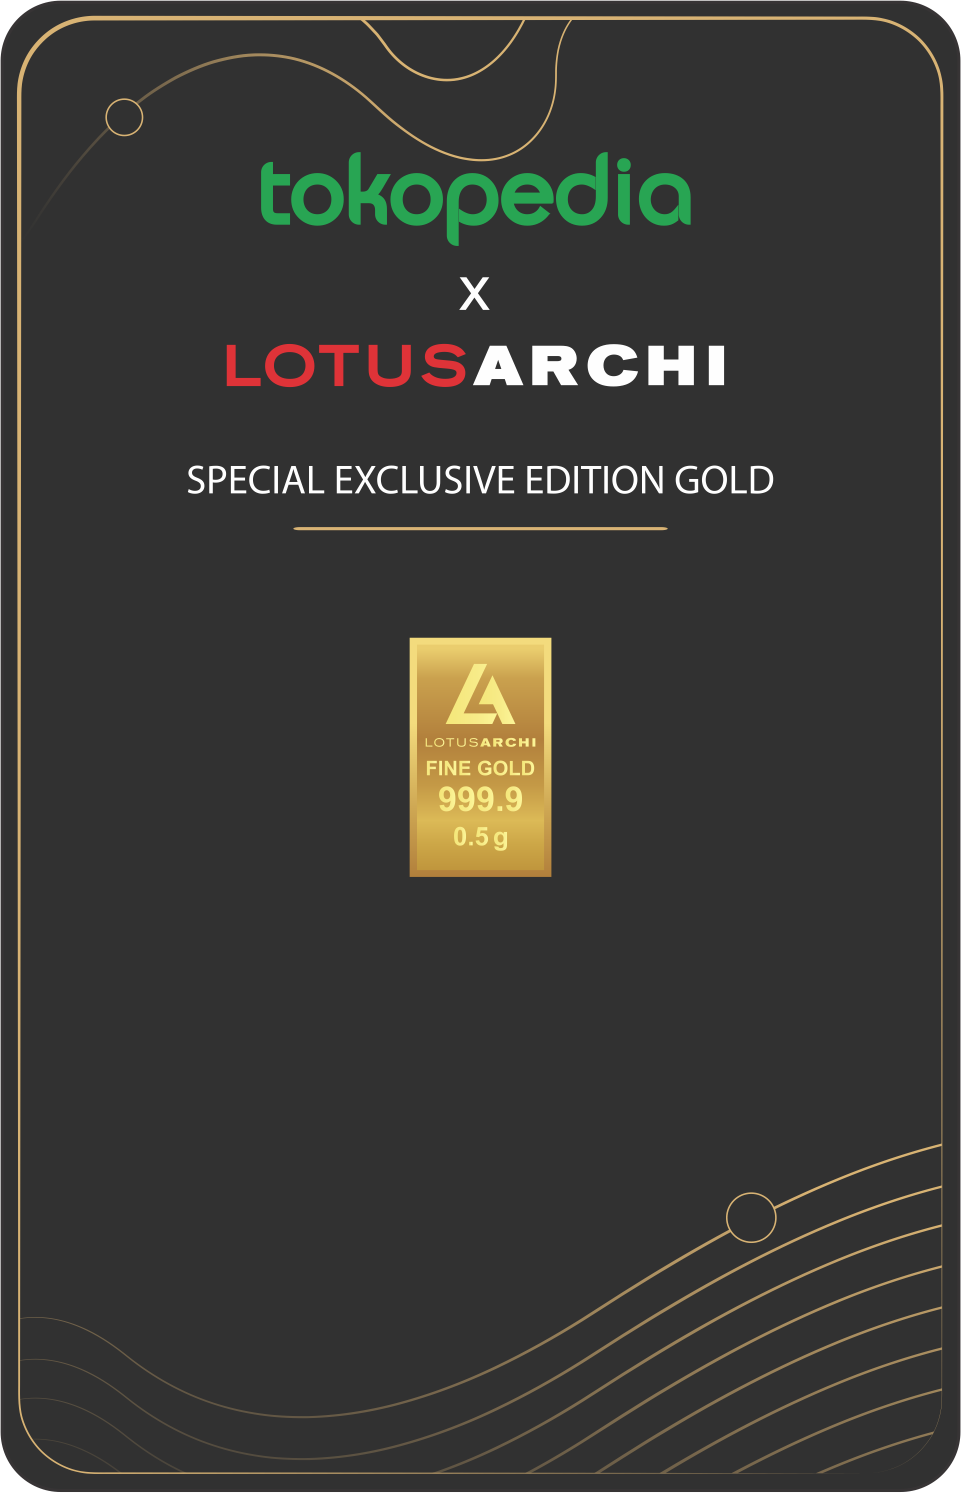 tokopedia
X
LOTUSARCHI
SPECIAL EXCLUSIVE EDITION GOLD
LOTUSARCHI
FINE GOLD
999.9
0.5 g